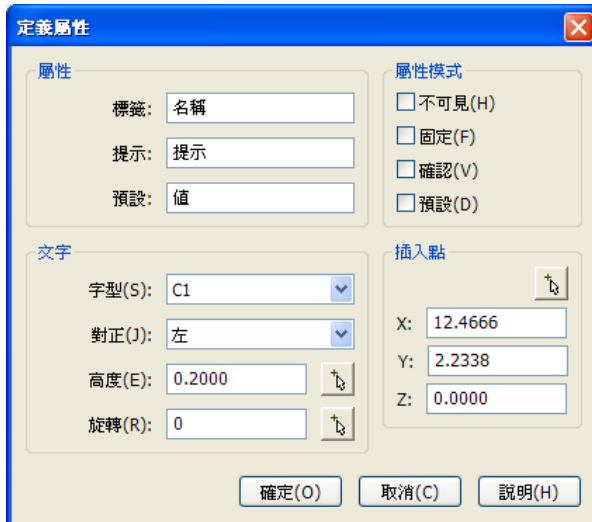 定義屬性
屬性
標籤: 名稱
提示: 提示
預設: 值
屬性模式
不可見(H)
固定(F)
確認(V)
預設(D)
文字
字型(S): C1
對正(J): 左
高度(E): 0.2000
旋轉(R): 0
插入點
X: 12.4666
Y: 2.2338
Z: 0.0000
確定(O) 取消(C) 說明(H)